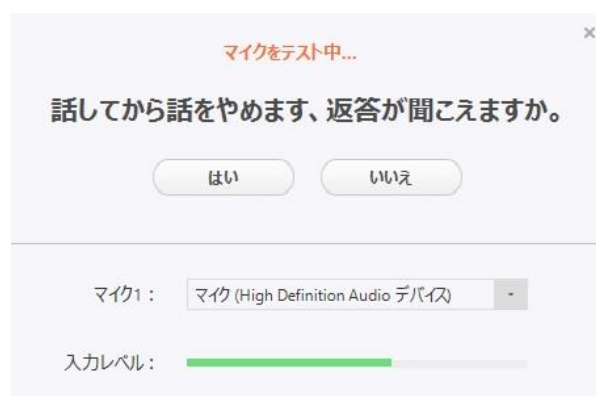 マイクをテスト中...
話してから話をやめます、返答が聞こえますか。
はい いいえ
マイク1： マイク (High Definition Audio デバイス)
入力レベル：